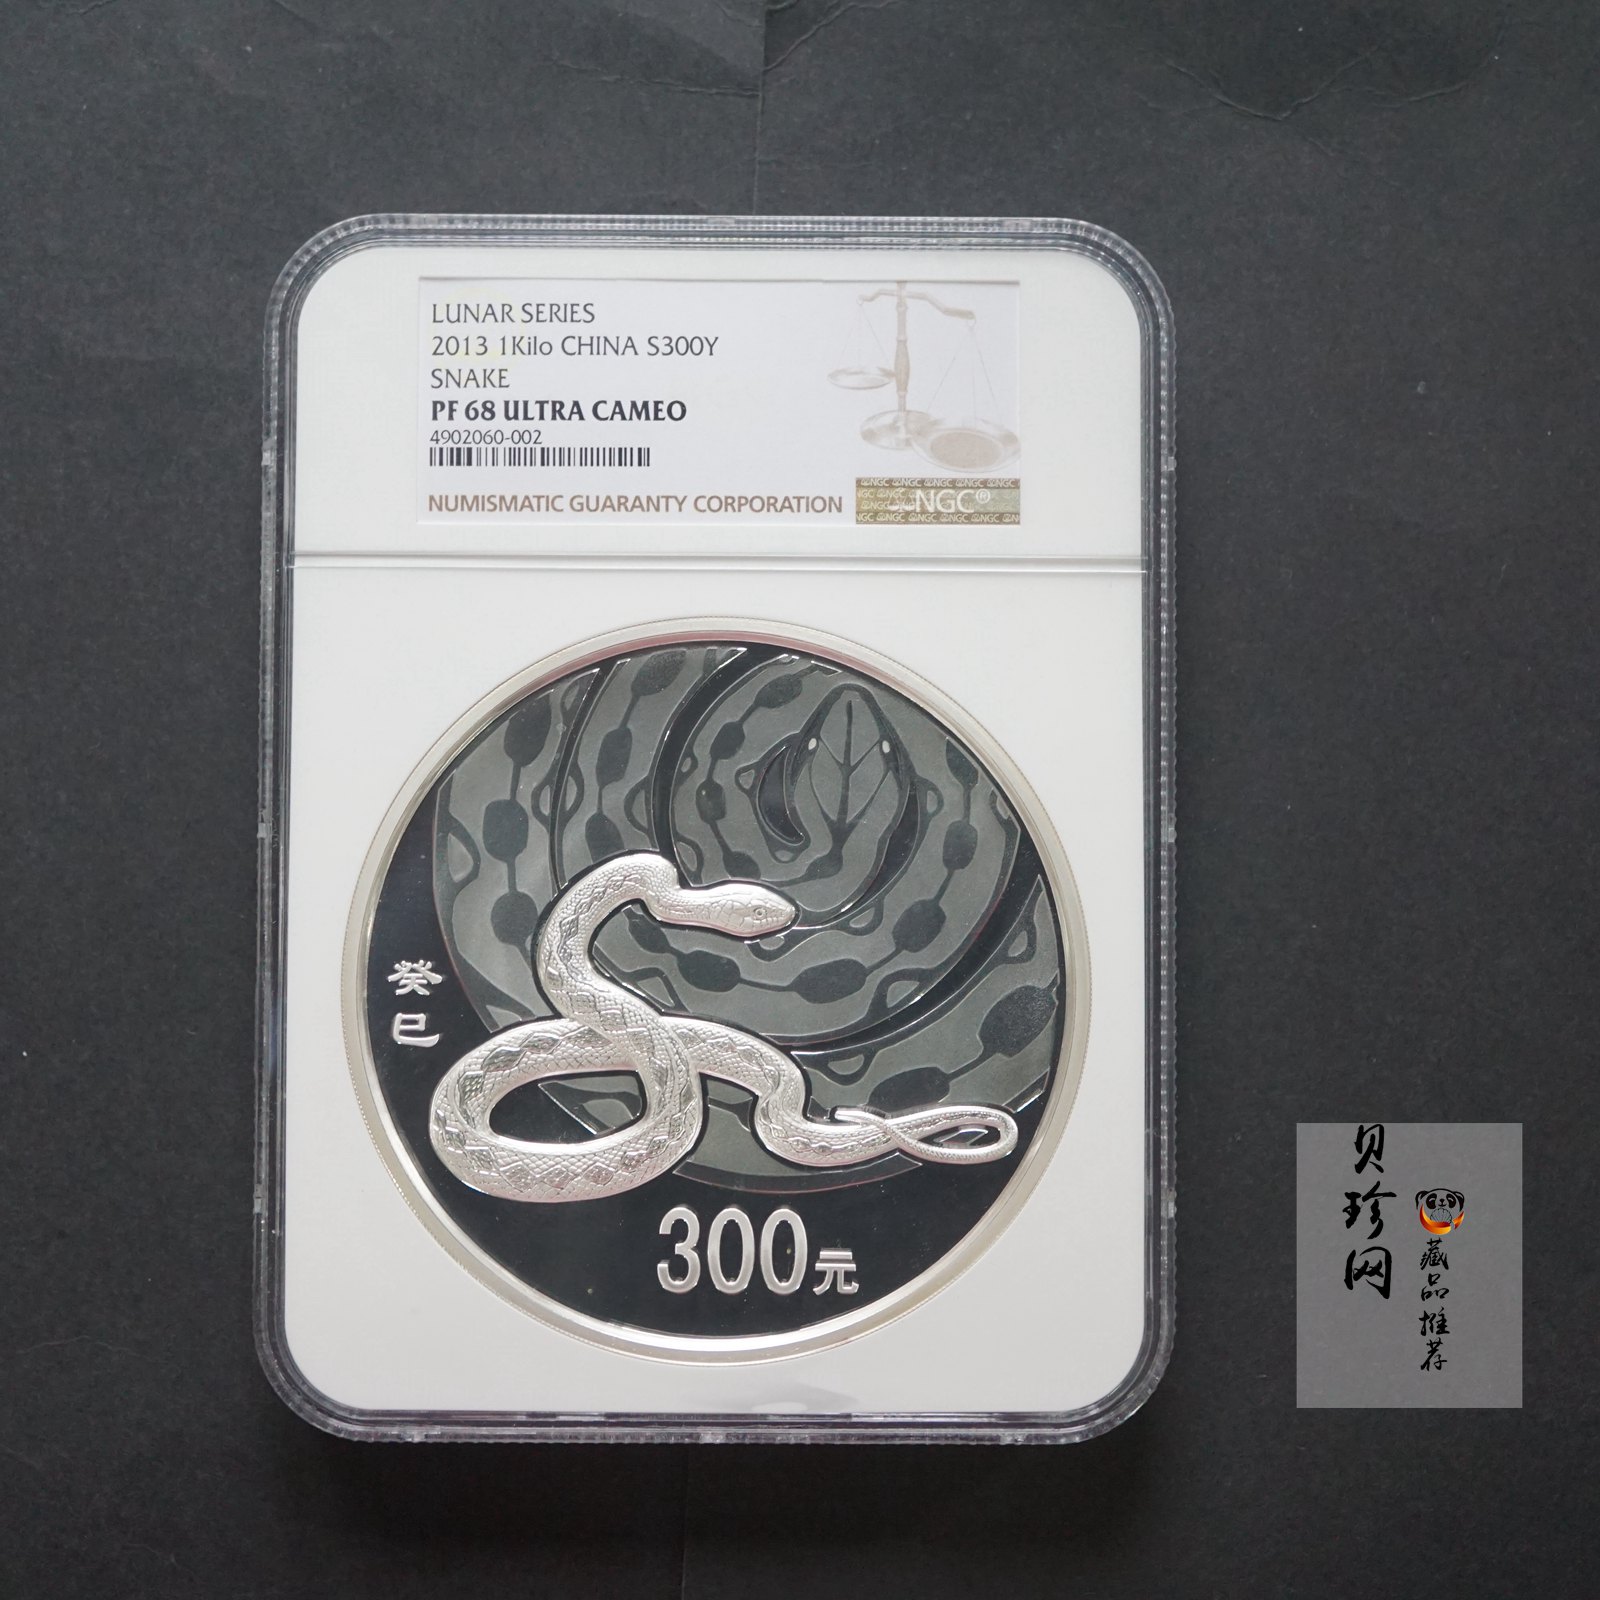 LUNAR SERIES
2013 1Kilo CHINA S300Y
SNAKE
PF 68 ULTRA CAMEO
4902060-002
NUMISMATIC GUARANTY CORPORATION
NGC®
癸
巳
300元
贝珍网
藏品推荐